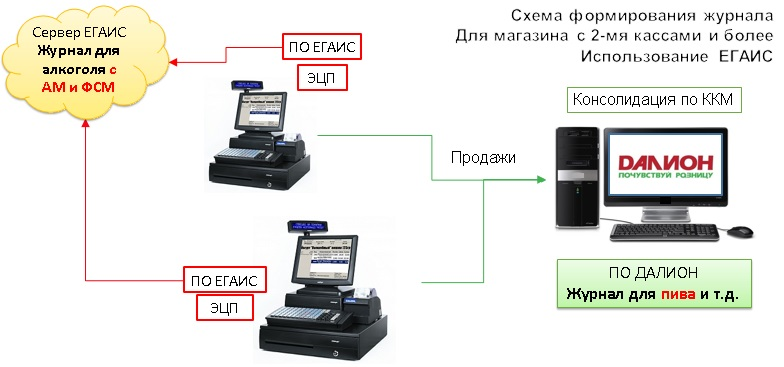 Схема формирования журнала
Для магазина с 2-мя кассами и более
Использование ЕГАИС
Сервер ЕГАИС
Журнал для
алкоголя с
АМ и ФСМ
ПО ЕГАИС
ЭЦП
Консолидация по ККМ
Продажи
ДАЛИОН
ПОЧУВСТВУЙ РОЗНИЦУ
ПО ЕГАИС
ЭЦП
ПО ДАЛИОН
Журнал для пива и т.д.